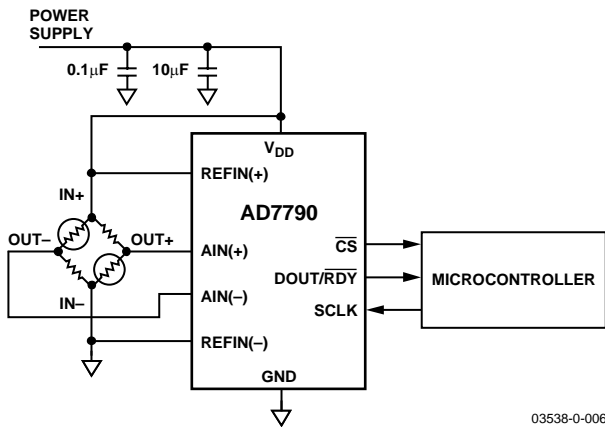 POWER
SUPPLY
0.1µF
10µF
VDD
REFIN(+)
IN+
AD7790
OUT–
OUT+
AIN(+)
CS
MICROCONTROLLER
DOUT/RDY
AIN(–)
SCLK
IN–
REFIN(–)
GND
03538-0-006